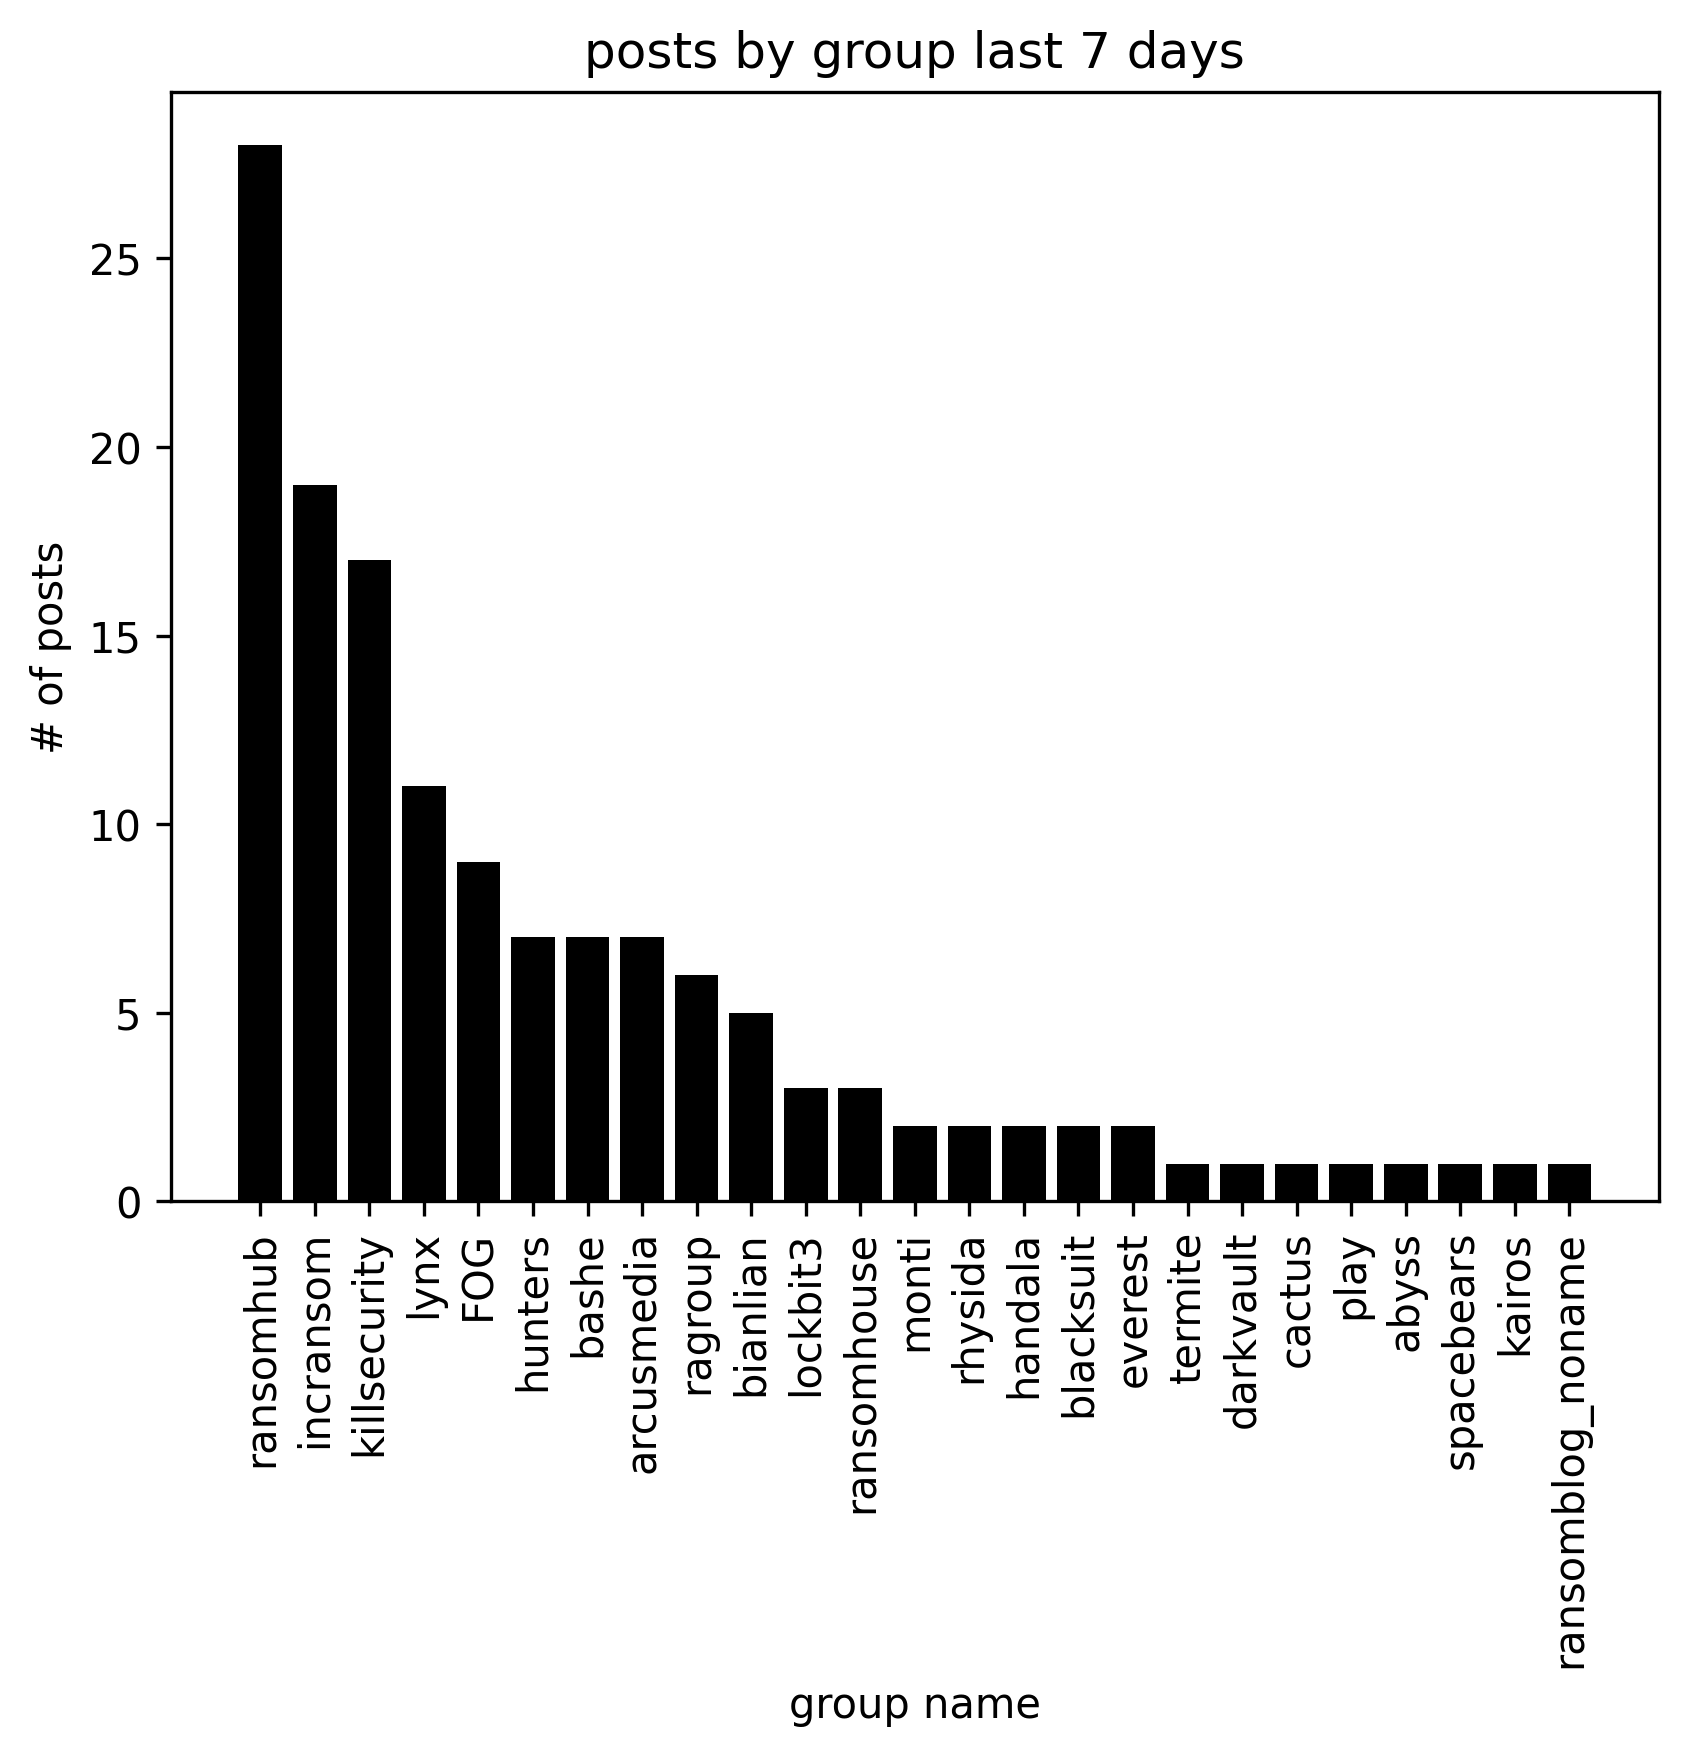 posts by group last 7 days
# of posts
25
20
15
10
5
0
ransomhub
incransom
killsecurity
lynx
FOG
hunters
bashe
arcusmedia
ragroup
bianlian
lockbit3
ransomhouse
monti
rhysida
handala
blacksuit
everest
termite
darkvault
cactus
play
abyss
spacebears
kairos
ransomblog_noname
group name